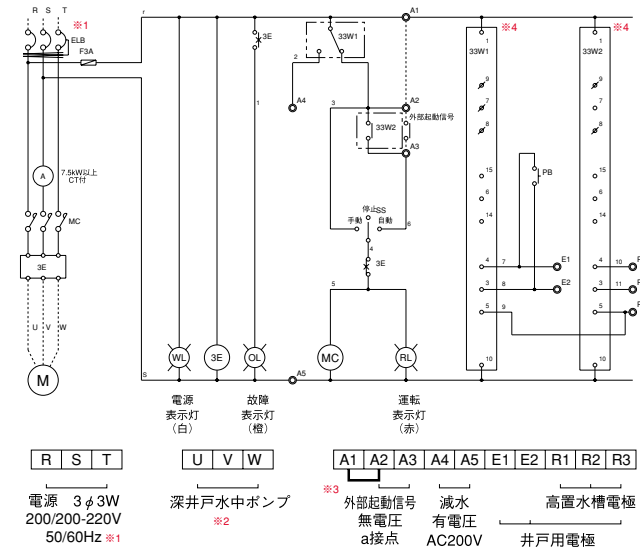 R S T ※1
ELB
F3A
r
S
A
7.5kW以上
CT付
MC
3E
U V W
M
WL
3E
OL
MC
RL
3E
1
33W1
2
A4
3
A1
A2
外部起動信号
33W2
A3
停止 SS
手動 自動
4
6
3E
5
A5
電源
表示灯
(白)
故障
表示灯
(橙)
運転
表示灯
(赤)
※4
33W1
1
9
7
8
15
6
14
4 7
3 8
5 9
10
PB
E1
E2
※4
33W2
1
9
7
8
15
6
14
4 10
3 11
5
10
R S T
電源 3φ3W
200/200-220V
50/60Hz ※1
U V W
深井戸水中ポンプ
※2
A1 A2 A3 A4 A5 E1 E2 R1 R2 R3
※3
外部起動信号
無電圧
a接点
減水
有電圧
AC200V
高置水槽電極
井戸用電極